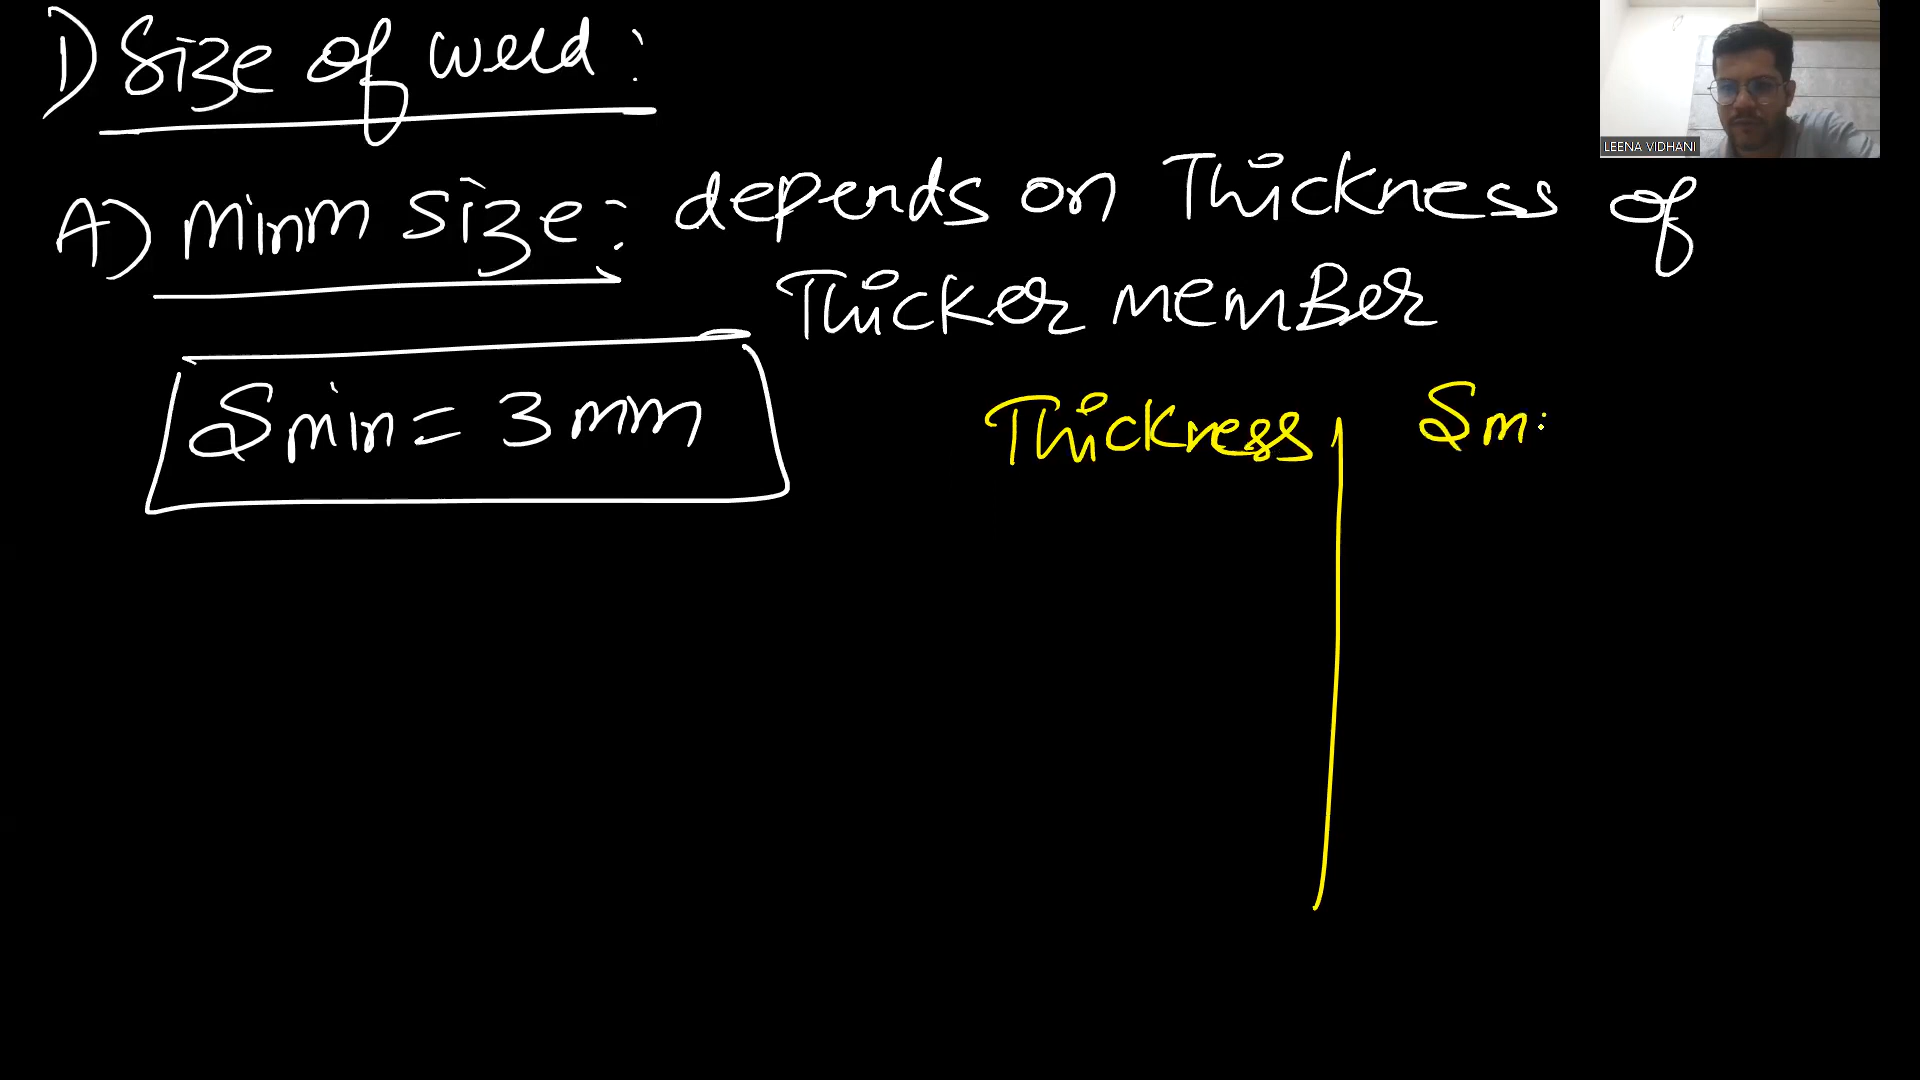 1) Size of weld:
LEENA VIDHANI
A) Minm size: depends on Thickness of
Thicker member
Smin = 3 mm
Thickness
Sm: